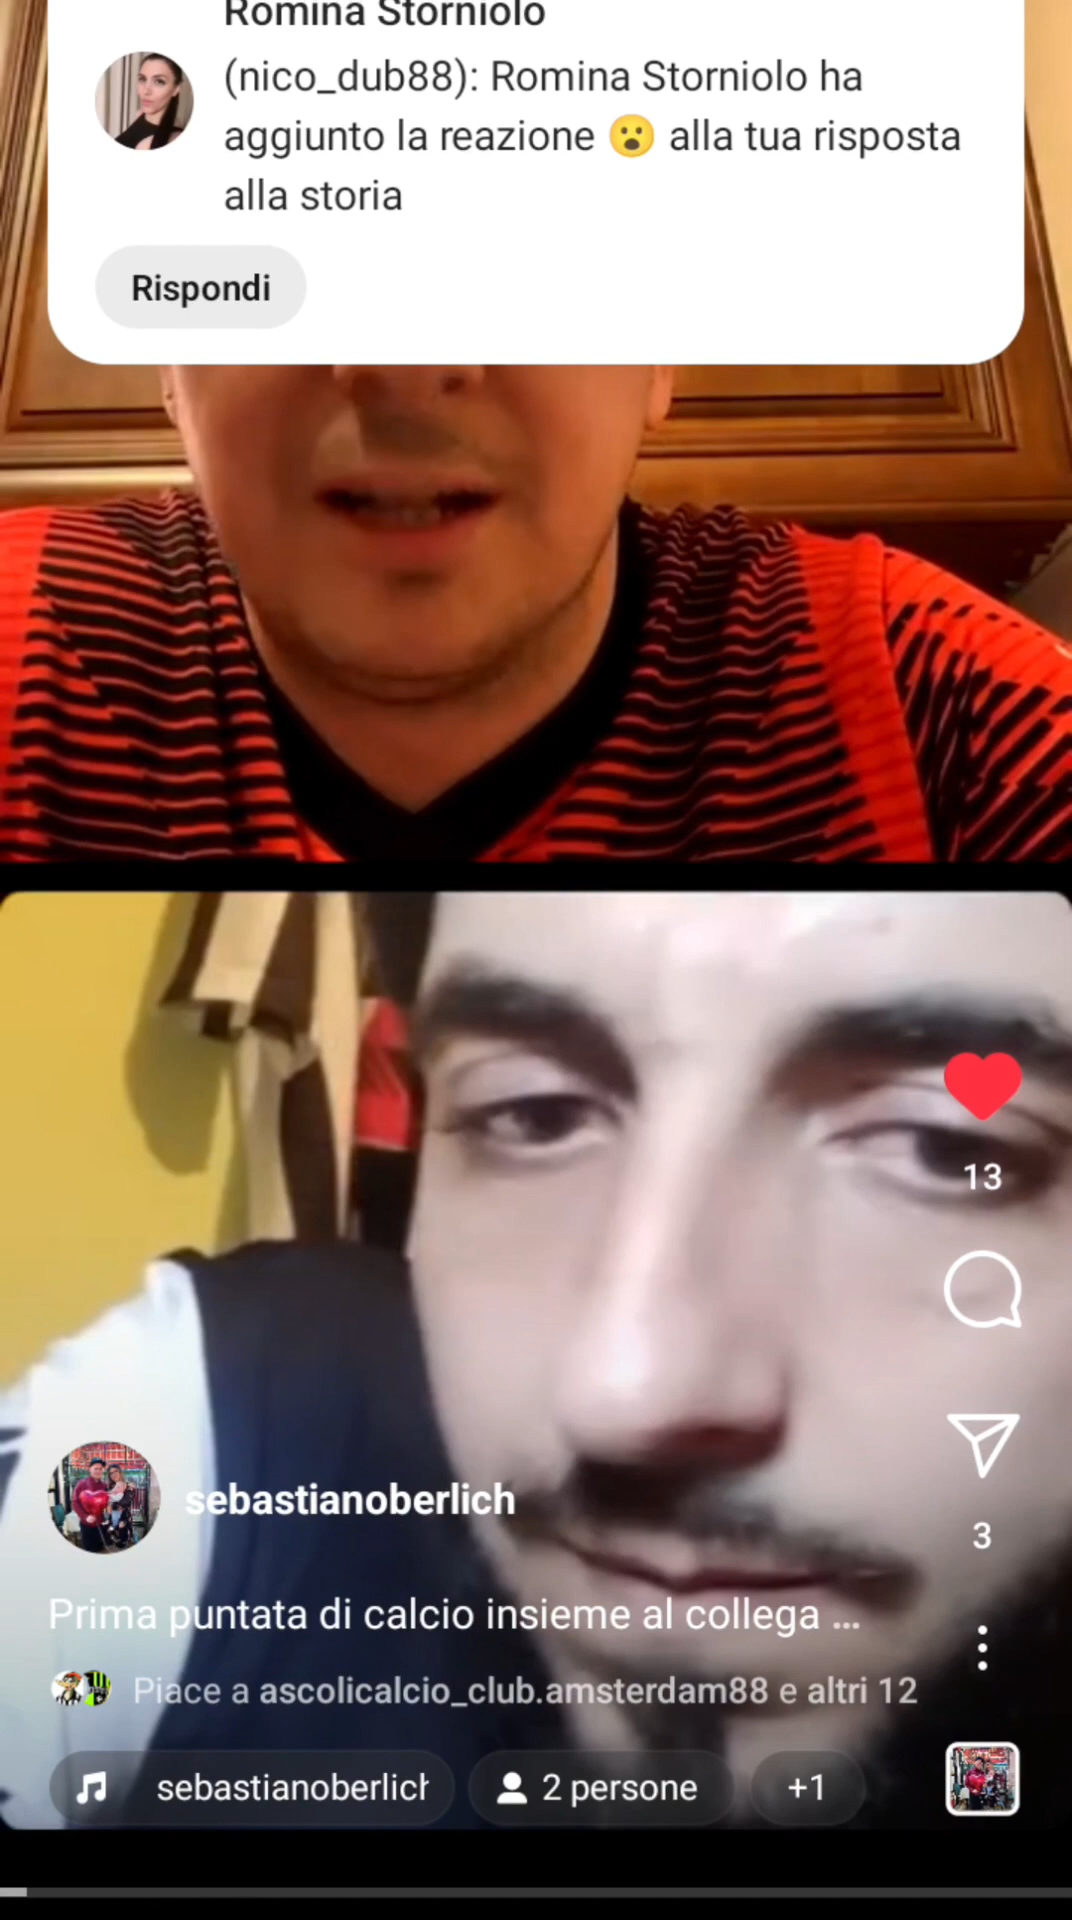 Romina Storniolo
(nico_dub88): Romina Storniolo ha
aggiunto la reazione 😮 alla tua risposta
alla storia
Rispondi
13
3
sebastianoberlich
Prima puntata di calcio insieme al collega ...
Piace a ascolicalcio_club.amsterdam88 e altri 12
sebastianoberlich
2 persone
+1